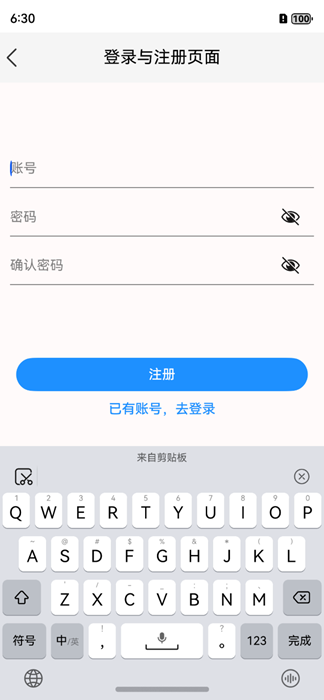 6:30
100
登录与注册页面
账号
密码
确认密码
注册
已有账号，去登录
来自剪贴板
1 2 3 4 5 6 7 8 9 0
Q W E R T Y U I O P
~ @ # $ % & * ( )
A S D F G H J K L
/ – _ : ; ,
Z X C V B N M
符号 中/英 ! ， ? 。 123 完成